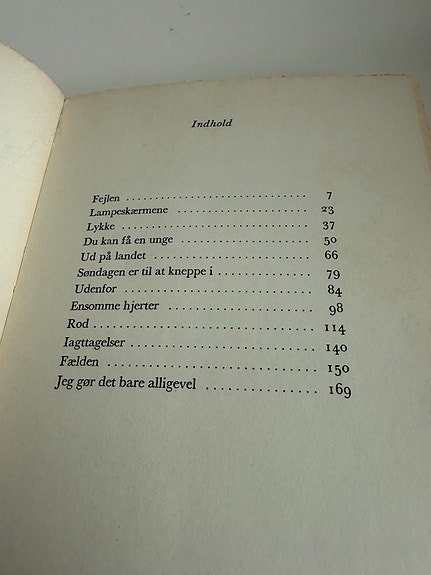 Indhold
Fejlen .............................. 7
Lampeskærmene .................... 23
Lykke .............................. 37
Du kan få en unge .................... 50
Ud på landet .......................... 66
Søndagen er til at kneppe i ............... 79
Udenfor .............................. 84
Ensomme hjerter ...................... 98
Rod ................................ 114
Iagttagelser .......................... 140
Fælden .............................. 150
Jeg gør det bare alligevel .............. 169